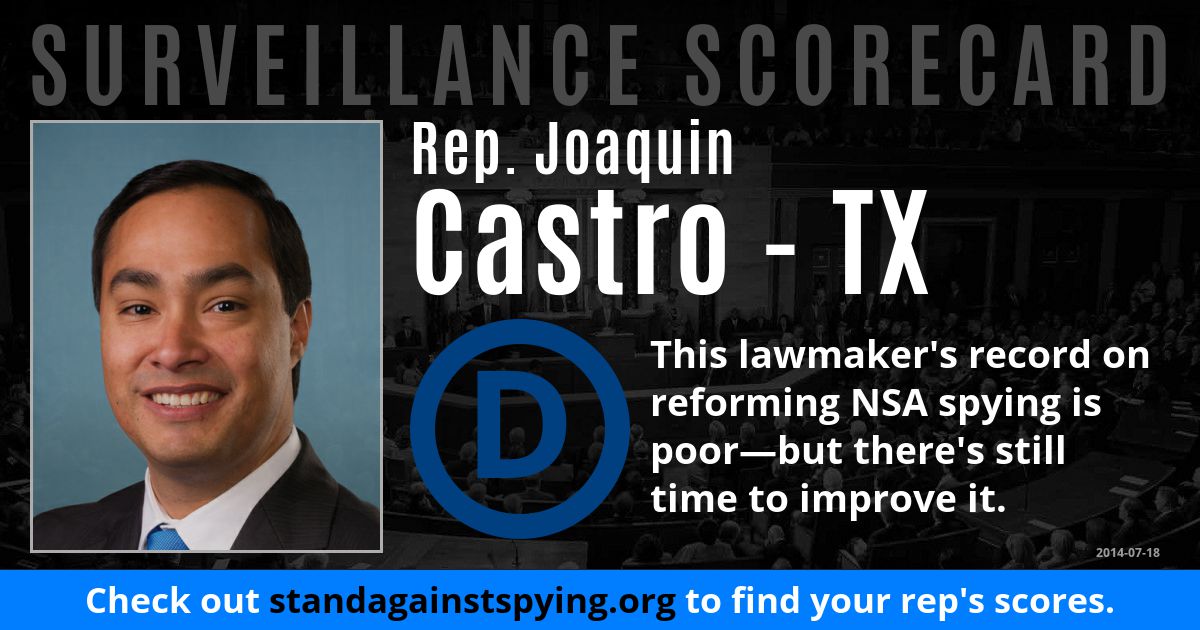 SURVEILLANCE SCORECARD
Rep. Joaquin
Castro - TX
D
This lawmaker's record on
reforming NSA spying is
poor—but there's still
time to improve it.
2014-07-18
Check out standagainstspying.org to find your rep's scores.